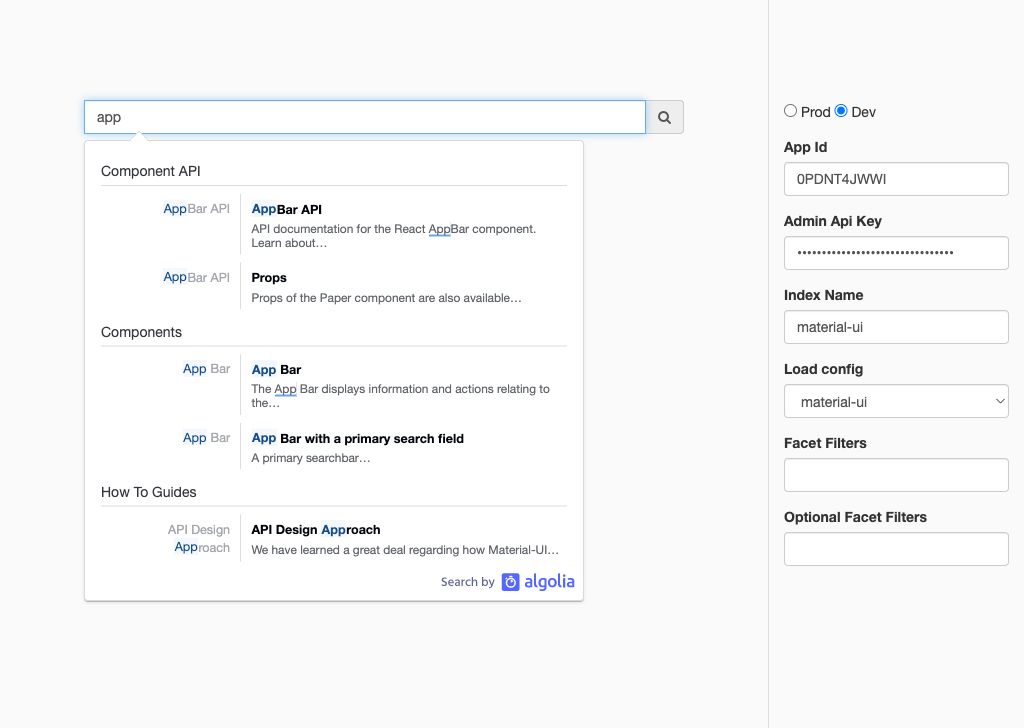 app
Component API
AppBar API
AppBar API
API documentation for the React AppBar component.
Learn about…
AppBar API
Props
Props of the Paper component are also available…
Components
App Bar
App Bar
The App Bar displays information and actions relating to
the…
App Bar
App Bar with a primary search field
A primary searchbar…
How To Guides
API Design
Approach
API Design Approach
We have learned a great deal regarding how Material-UI…
Search by algolia
Prod Dev
App Id
0PDNT4JWWI
Admin Api Key
••••••••••••••••••••••••••••••••
Index Name
material-ui
Load config
material-ui
Facet Filters
Optional Facet Filters